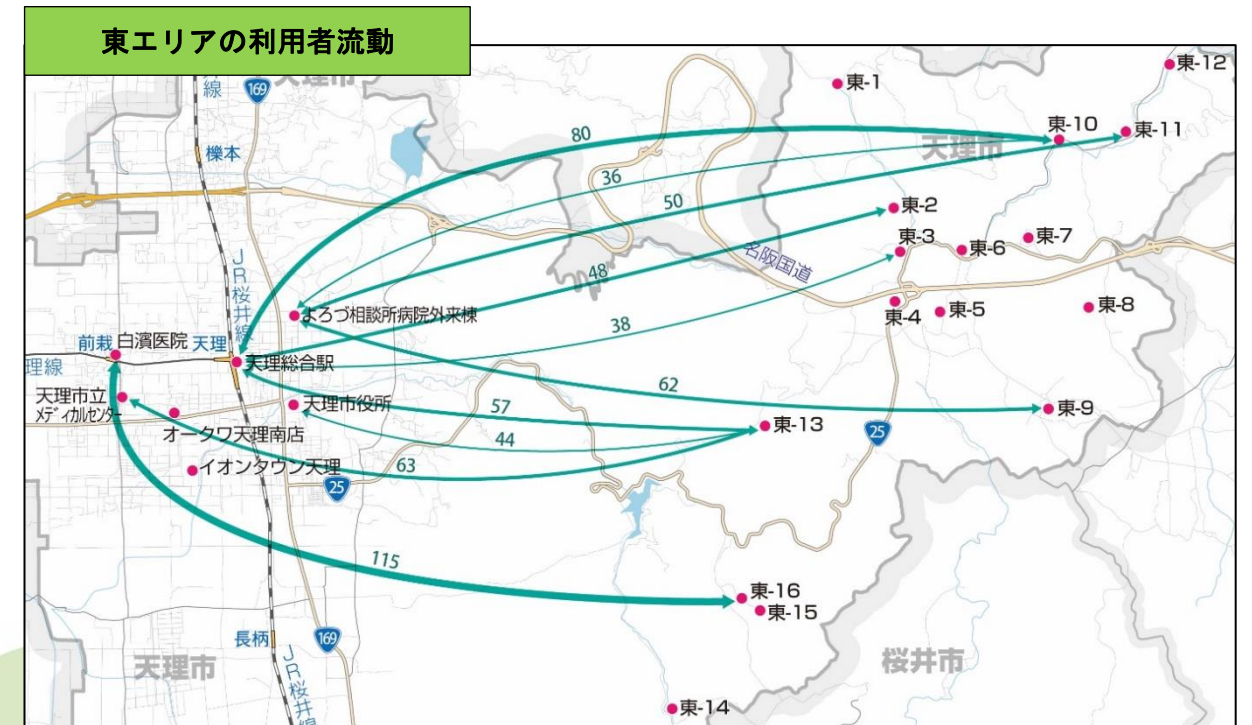 東エリアの利用者流動
線
169
天理市
東-12
東-1
80
東-10
東-11
天理市
櫟本
36
50
東-2
東-3
東-6
東-7
JR桜井線
名阪国道
48
よろづ相談所病院外来棟
38
東-4
東-5
東-8
前栽
白濱医院
天理
天理総合駅
理線
天理市立
メディカルセンター
天理市役所
62
57
東-9
東-13
オータワ天理南店
44
25
イオンタウン天理
63
25
115
東-16
東-15
長柄
169
天理市
JR桜井線
桜井市
東-14